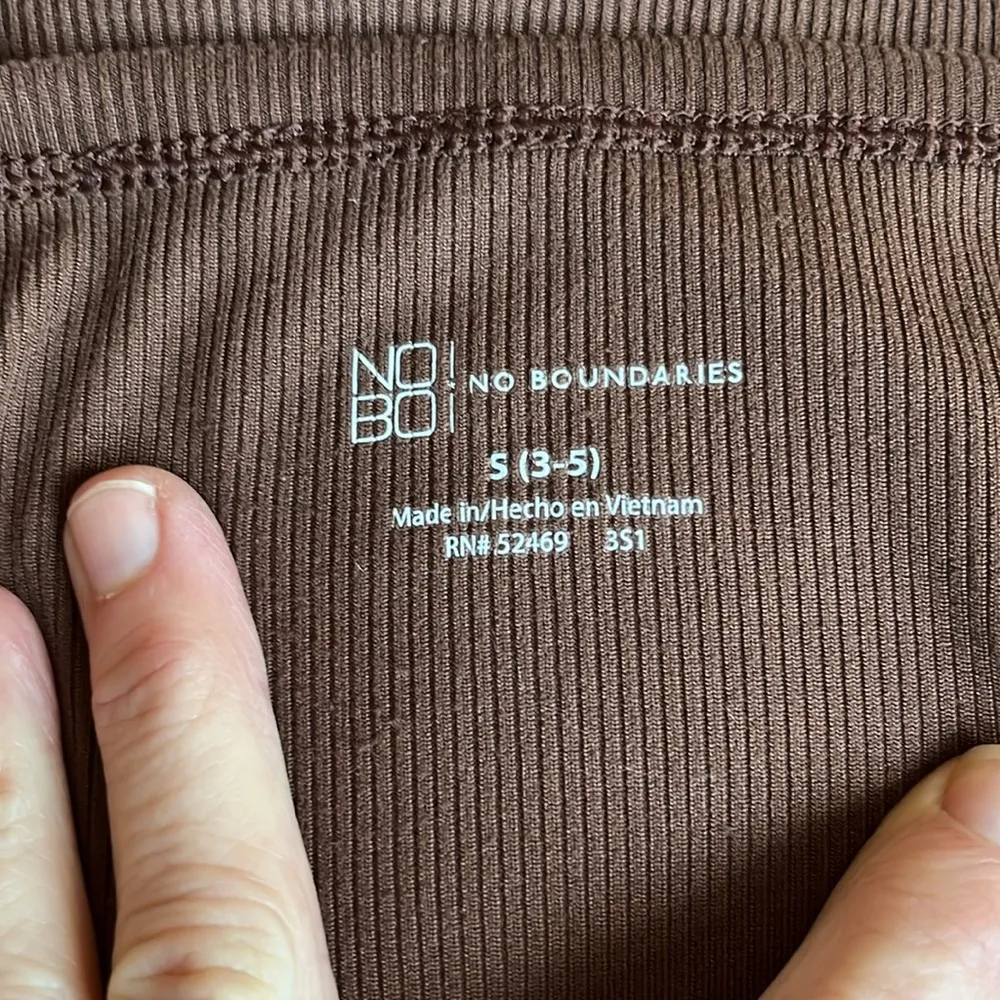 NO
BO
NO BOUNDARIES
S (3-5)
Made in/Hecho en Vietnam
RN# 52469 3S1